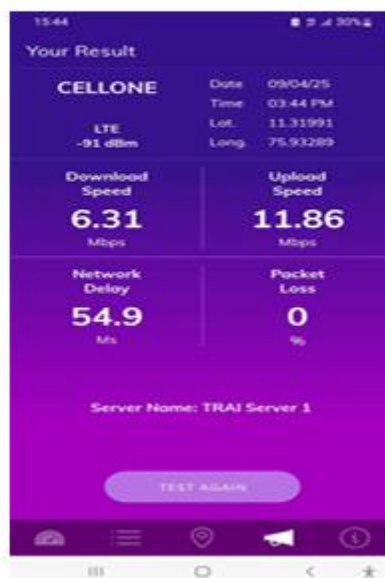 15:44 30%
Your Result
CELLONE
LTE
-91 dBm
Date 09/04/25
Time 03:44 PM
Lat. 11.31991
Long. 75.93289
Download
Speed
6.31
Mbps
Upload
Speed
11.86
Mbps
Network
Delay
54.9
Ms
Packet
Loss
0
%
Server Name: TRAI Server 1
TEST AGAIN